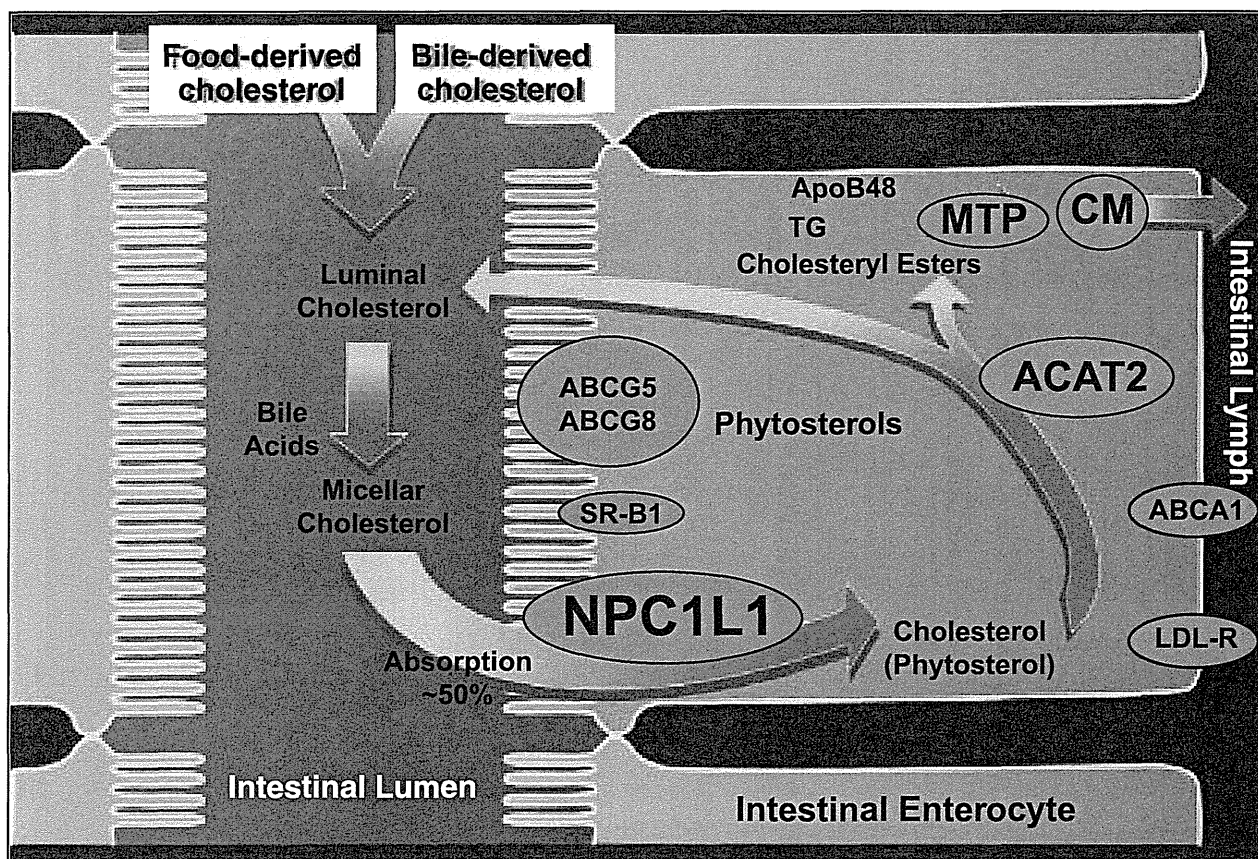 Food-derived
cholesterol
Bile-derived
cholesterol
ApoB48
TG
Cholesteryl Esters
MTP
CM
Luminal
Cholesterol
ABCG5
ABCG8
Phytosterols
ACAT2
Bile
Acids
Micellar
Cholesterol
SR-B1
ABCA1
NPC1L1
Absorption
~50%
Cholesterol
(Phytosterol)
LDL-R
Intestinal Lymph
Intestinal Lumen
Intestinal Enterocyte